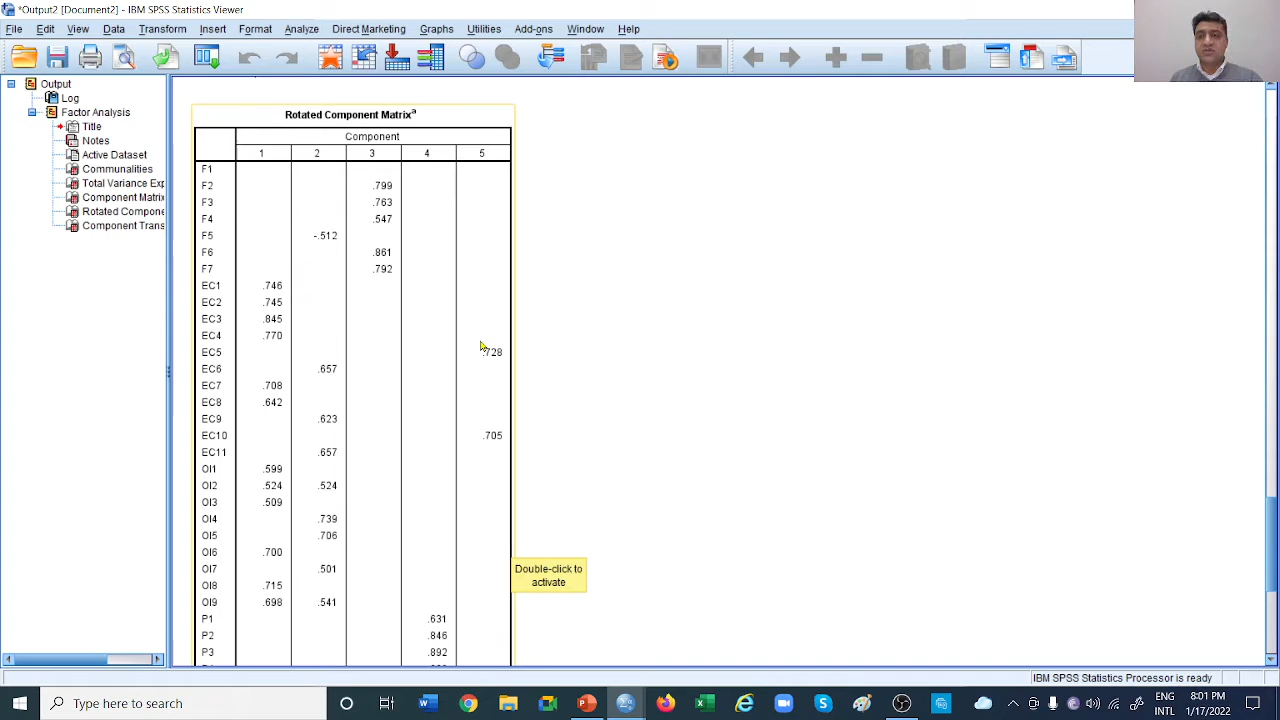 *Output2 [Document2] - IBM SPSS Statistics Viewer
File Edit View Data Transform Insert Format Analyze Direct Marketing Graphs Utilities Add-ons Window Help
Output
Log
Factor Analysis
Title
Notes
Active Dataset
Communalities
Total Variance Exp
Component Matrix
Rotated Compone
Component Trans
Rotated Component Matrixª
Component
1 2 3 4 5
F1
F2 .799
F3 .763
F4 .547
F5 -.512
F6 .861
F7 .792
EC1 .746
EC2 .745
EC3 .845
EC4 .770
EC5 .728
EC6 .657
EC7 .708
EC8 .642
EC9 .623
EC10 .705
EC11 .657
OI1 .599
OI2 .524 .524
OI3 .509
OI4 .739
OI5 .706
OI6 .700
OI7 .501
OI8 .715
OI9 .698 .541
P1 .631
P2 .846
P3 .892
Double-click to
activate
IBM SPSS Statistics Processor is ready
Type here to search
ENG
INTL
8:01 PM
1/17/2022